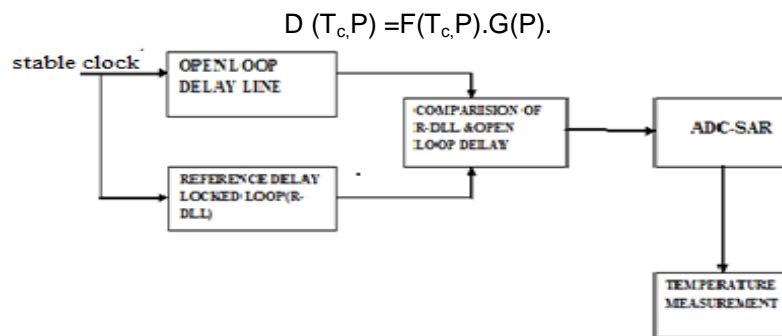 D (Tc,P) =F(Tc,P).G(P).
stable clock
OPEN LOOP
DELAY LINE
COMPARIISION OF
R-DLL &OPEN
LOOP DELAY
ADC-SAR
REFERENCE DELAY
LOCKED LOOP(R-
DLL)
TEMPERATURE
MEASUREMENT